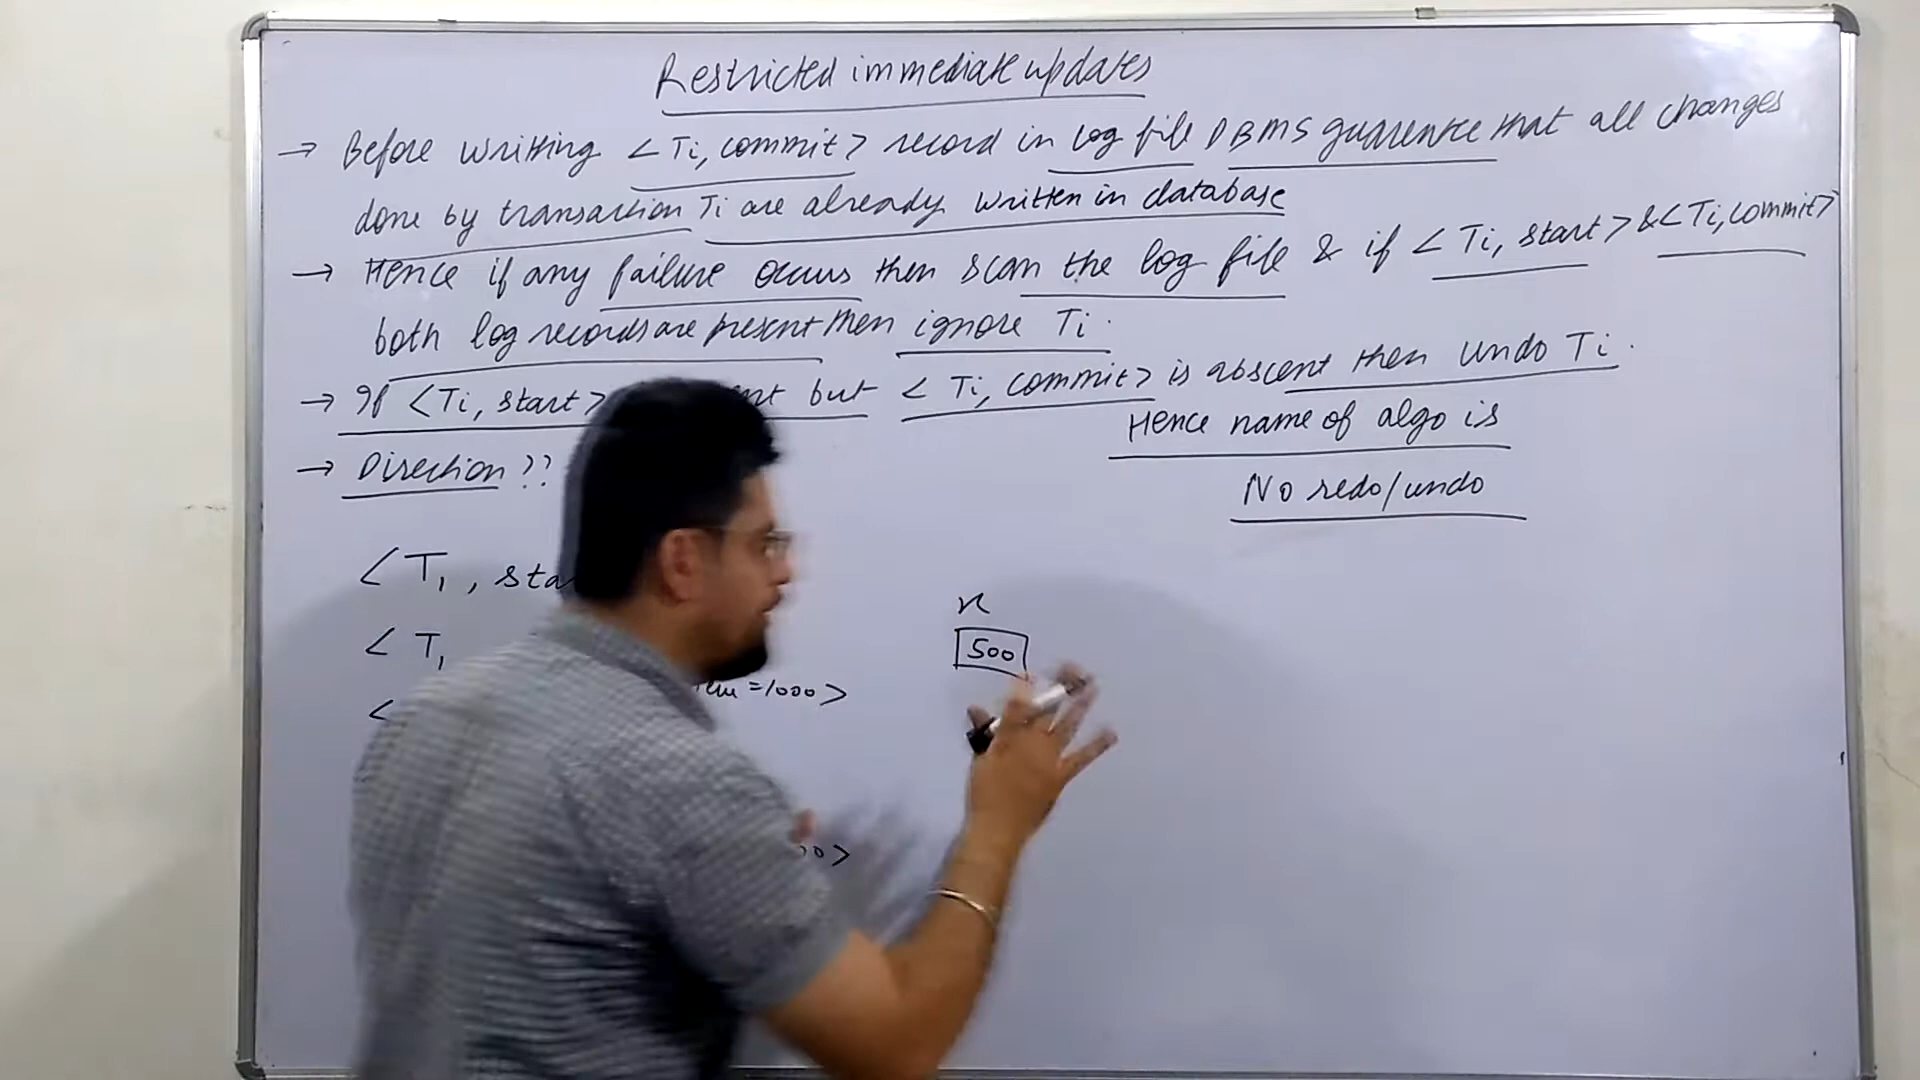 Restricted immediate updates
→ Before writting <Ti, commit> record in log file DBMS guarentee that all changes
done by transaction Ti are already written in database
→ Hence if any failure occurs then scan the log file & if <Ti, start> & <Ti, commit>
both log records are present then ignore Ti.
→ If <Ti, start> but <Ti, commit> is abscent then Undo Ti.
Hence name of algo is
→ Direction??
No redo/undo
<T1, sta
x
<T1
500
=1000>
<